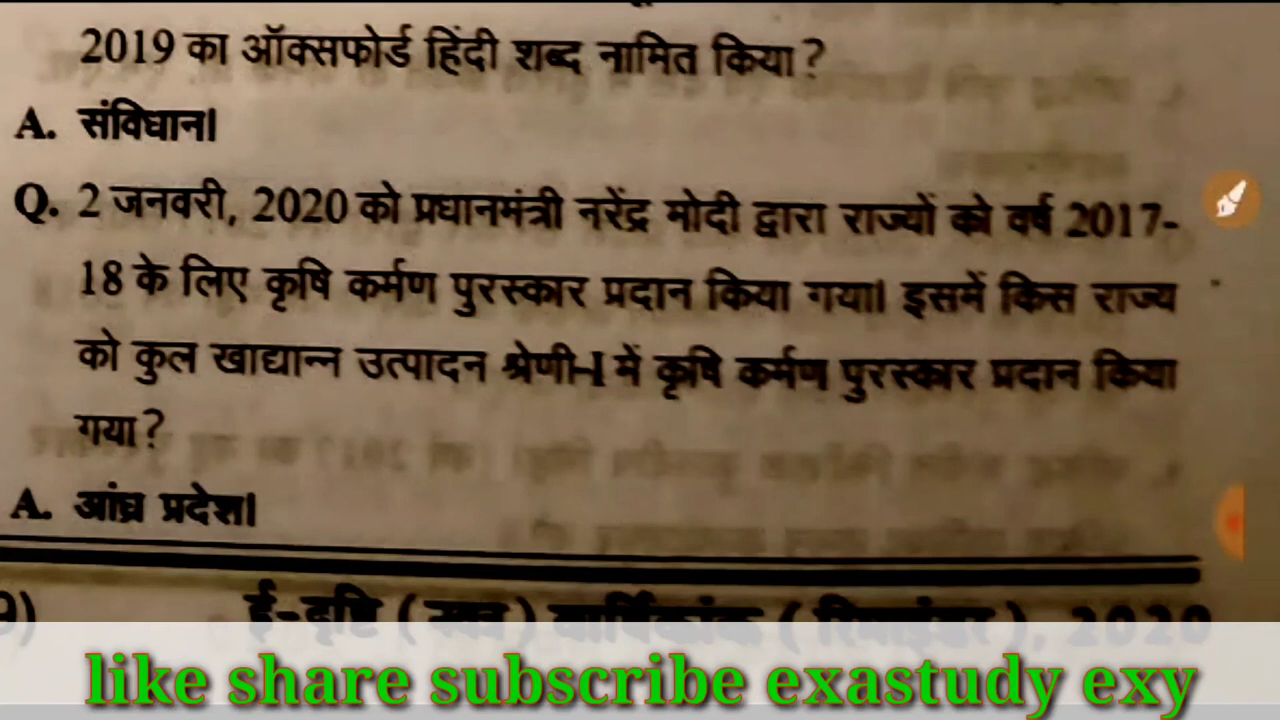 2019 का ऑक्सफोर्ड हिंदी शब्द नामित किया?
A. संविधान।
Q. 2 जनवरी, 2020 को प्रधानमंत्री नरेंद्र मोदी द्वारा राज्यों को वर्ष 2017-
18 के लिए कृषि कर्मण पुरस्कार प्रदान किया गया। इसमें किस राज्य
को कुल खाद्यान्न उत्पादन श्रेणी-I में कृषि कर्मण पुरस्कार प्रदान किया
गया?
A. आंध्र प्रदेश।
ई-दृष्टि ( ) वार्षिकांक ( ), 2020
like share subscribe exastudy exy